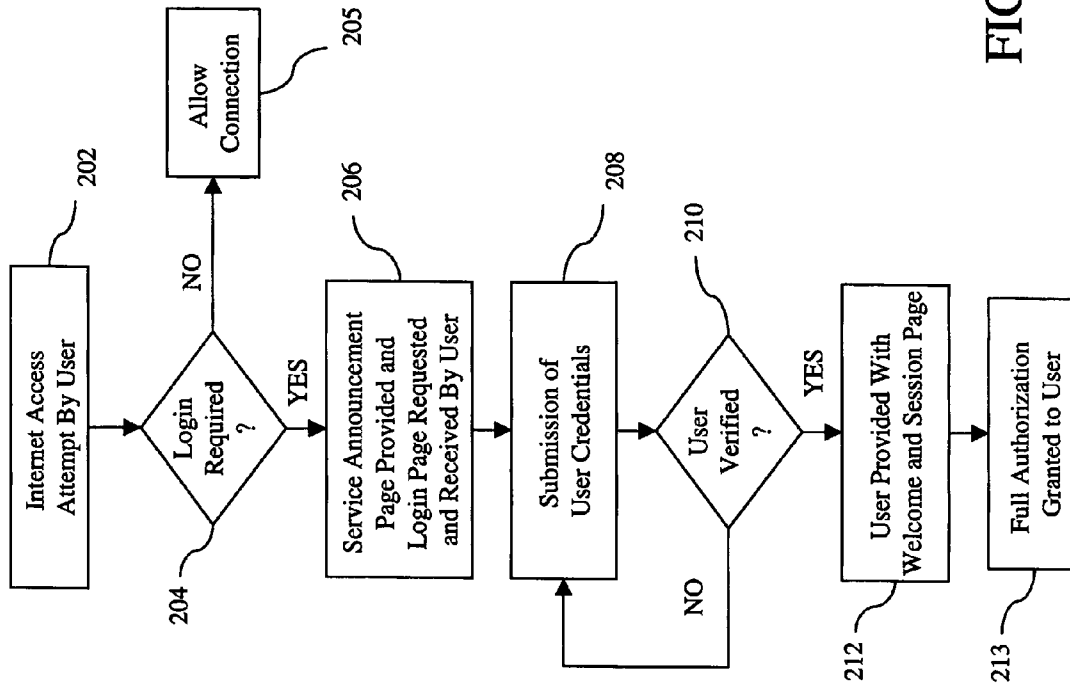 Internet Access
Attempt By User
202
Login
Required
?
204
NO
Allow
Connection
205
YES
Service Announcement
Page Provided and
Login Page Requested
and Received By User
206
Submission of
User Credentials
208
User
Verified
?
210
NO
YES
User Provided With
Welcome and Session Page
212
Full Authorization
Granted to User
213